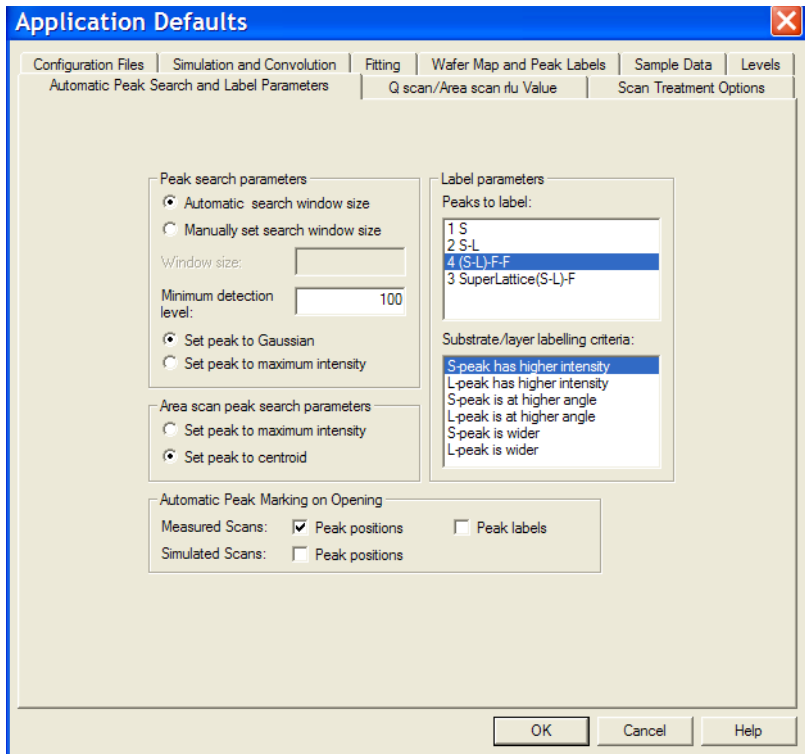 Application Defaults
Configuration Files
Simulation and Convolution
Fitting
Wafer Map and Peak Labels
Sample Data
Levels
Automatic Peak Search and Label Parameters
Q scan/Area scan rlu Value
Scan Treatment Options
Peak search parameters
Automatic search window size
Manually set search window size
Window size:
Minimum detection
level:
100
Set peak to Gaussian
Set peak to maximum intensity
Area scan peak search parameters
Set peak to maximum intensity
Set peak to centroid
Label parameters
Peaks to label:
1 S
2 S-L
4 (S-L)-F-F
3 SuperLattice(S-L)-F
Substrate/layer labelling criteria:
S-peak has higher intensity
L-peak has higher intensity
S-peak is at higher angle
L-peak is at higher angle
S-peak is wider
L-peak is wider
Automatic Peak Marking on Opening
Measured Scans: Peak positions Peak labels
Simulated Scans: Peak positions
OK Cancel Help